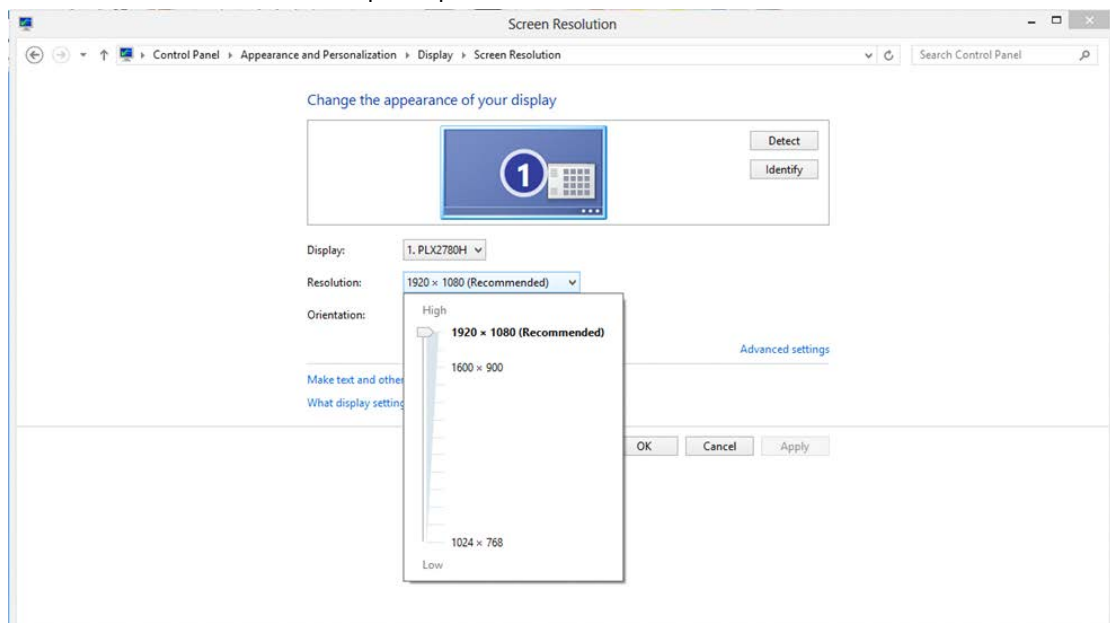 Screen Resolution
Control Panel Appearance and Personalization Display Screen Resolution
Search Control Panel
Change the appearance of your display
1
Detect
Identify
Display: 1. PLX2780H
Resolution: 1920 × 1080 (Recommended)
Orientation:
High
1920 × 1080 (Recommended)
1600 × 900
1024 × 768
Low
Advanced settings
Make text and other
What display setting
OK Cancel Apply